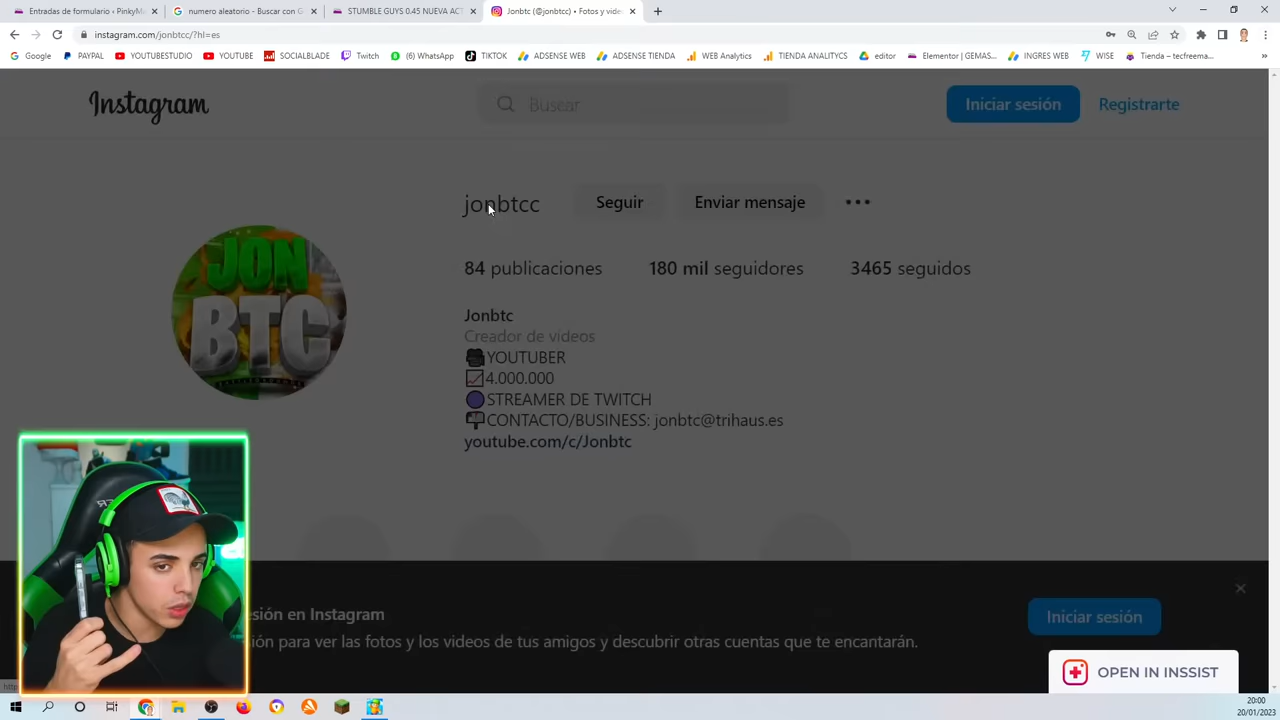 Entradas de formulario • PinkyMa
numero aleatorio - Buscar con G
STUMBLE GUYS 0.45 NUEVA ACT
Jonbtc (@jonbtcc) • Fotos y vide
instagram.com/jonbtcc/?hl=es
Google
PAYPAL
YOUTUBESTUDIO
YOUTUBE
SOCIALBLADE
Twitch
(6) WhatsApp
TIKTOK
ADSENSE WEB
ADSENSE TIENDA
WEB Analytics
TIENDA ANALITYCS
editor
Elementor | GEMAS...
INGRES WEB
WISE
Tienda – tecfreema...
Instagram
Buscar
Iniciar sesión
Registrarte
jonbtcc
Seguir
Enviar mensaje
84 publicaciones
180 mil seguidores
3465 seguidos
JON
BTC
Jonbtc
Creador de videos
YOUTUBER
4.000.000
STREAMER DE TWITCH
CONTACTO/BUSINESS: jonbtc@trihaus.es
youtube.com/c/Jonbtc
esión en Instagram
ión para ver las fotos y los videos de tus amigos y descubrir otras cuentas que te encantarán.
Iniciar sesión
OPEN IN INSSIST
20:00
20/01/2023